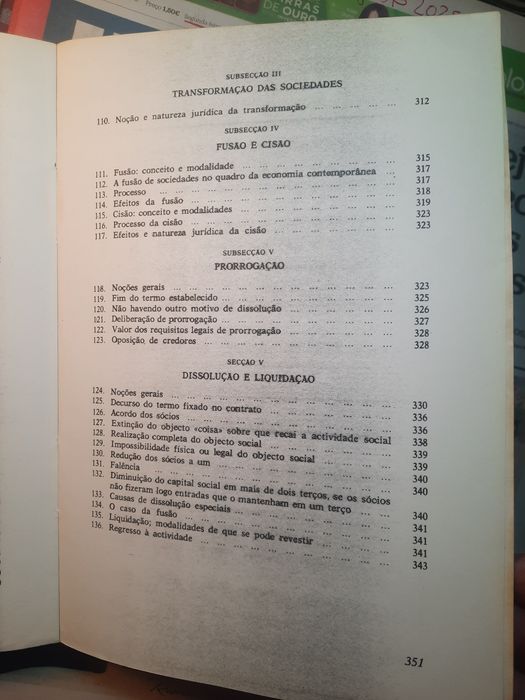 Preço 1,60€
DE OURO
SUBSECÇÃO III
TRANSFORMAÇÃO DAS SOCIEDADES
110. Noção e natureza jurídica da transformação ... ... ... ... ... 312
SUBSECÇÃO IV
FUSÃO E CISÃO
111. Fusão: conceito e modalidade ... ... ... ... ... ... ... ... 315
112. A fusão de sociedades no quadro da economia contemporânea ... 317
113. Processo ... ... ... ... ... ... ... ... ... ... ... ... 317
114. Efeitos da fusão ... ... ... ... ... ... ... ... ... ... 318
115. Cisão: conceito e modalidades ... ... ... ... ... ... ... ... 319
116. Processo da cisão ... ... ... ... ... ... ... ... ... ... 323
117. Efeitos e natureza jurídica da cisão ... ... ... ... ... ... 323
SUBSECÇÃO V
PRORROGAÇÃO
118. Noções gerais ... ... ... ... ... ... ... ... ... ... ... 323
119. Fim do termo estabelecido ... ... ... ... ... ... ... ... ... 325
120. Não havendo outro motivo de dissolução ... ... ... ... ... ... 326
121. Deliberação de prorrogação ... ... ... ... ... ... ... ... ... 327
122. Valor dos requisitos legais de prorrogação ... ... ... ... ... 328
123. Oposição de credores ... ... ... ... ... ... ... ... ... ... 328
SECÇÃO V
DISSOLUÇÃO E LIQUIDAÇÃO
124. Noções gerais ... ... ... ... ... ... ... ... ... ... ... 330
125. Decurso do termo fixado no contrato ... ... ... ... ... ... 336
126. Acordo dos sócios ... ... ... ... ... ... ... ... ... ... 336
127. Extinção do objecto «coisa» sobre que recai a actividade social 338
128. Realização completa do objecto social ... ... ... ... ... ... 339
129. Impossibilidade física ou legal do objecto social ... ... ... 339
130. Redução dos sócios a um ... ... ... ... ... ... ... ... ... 340
131. Falência ... ... ... ... ... ... ... ... ... ... ... ... 340
132. Diminuição do capital social em mais de dois terços, se os sócios
não fizeram logo entradas que o mantenham em um terço 340
133. Causas de dissolução especiais ... ... ... ... ... ... ... 341
134. O caso da fusão ... ... ... ... ... ... ... ... ... ... 341
135. Liquidação; modalidades de que se pode revestir ... ... ... ... 341
136. Regresso à actividade ... ... ... ... ... ... ... ... ... 343
351